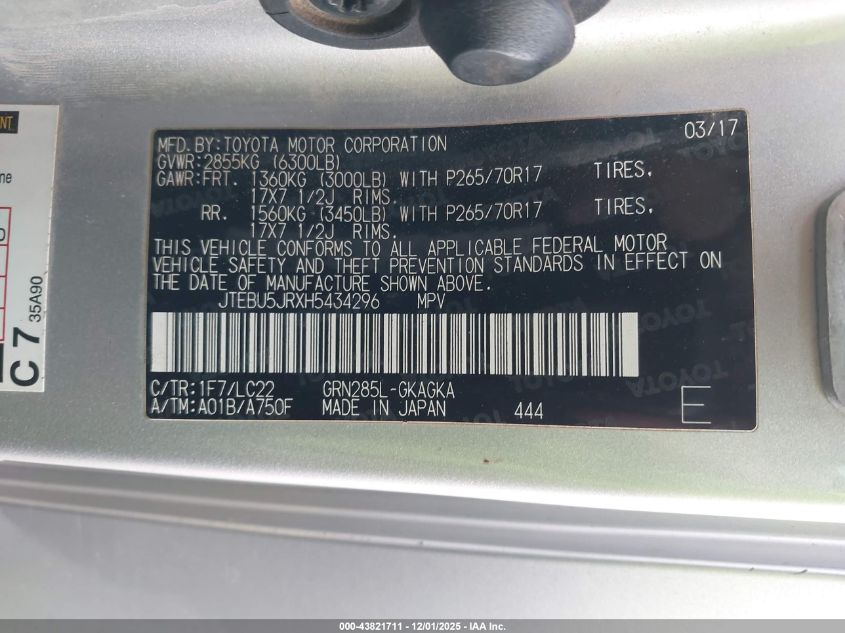 MFD. BY: TOYOTA MOTOR CORPORATION 03/17
GVWR: 2855KG (6300LB)
GAWR: FRT. 1360KG (3000LB) WITH P265/70R17 TIRES,
17X7 1/2J RIMS.
RR. 1560KG (3450LB) WITH P265/70R17 TIRES,
17X7 1/2J RIMS.
THIS VEHICLE CONFORMS TO ALL APPLICABLE FEDERAL MOTOR
VEHICLE SAFETY AND THEFT PREVENTION STANDARDS IN EFFECT ON
THE DATE OF MANUFACTURE SHOWN ABOVE.
JTEBU5JRXH5434296 MPV
C/TR: 1F7/LC22 GRN285L-GKAGKA
A/TM: A01B/A750F MADE IN JAPAN 444 E
C 7 35A90
000-43821711 - 12/01/2025 - IAA Inc.